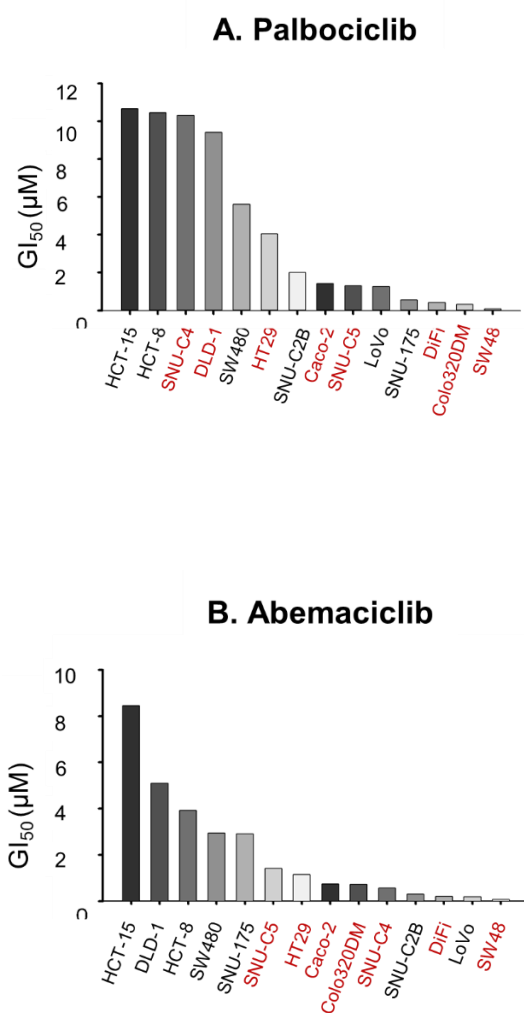 A. Palbociclib
12
10
8
6
4
2
0
GI50 (µM)
HCT-15
HCT-8
SNU-C4
DLD-1
SW480
HT29
SNU-C2B
Caco-2
SNU-C5
LoVo
SNU-175
DiFi
Colo320DM
SW48
B. Abemaciclib
10
8
6
4
2
0
GI50 (µM)
HCT-15
DLD-1
HCT-8
SW480
SNU-175
SNU-C5
HT29
Caco-2
Colo320DM
SNU-C4
SNU-C2B
DiFi
LoVo
SW48